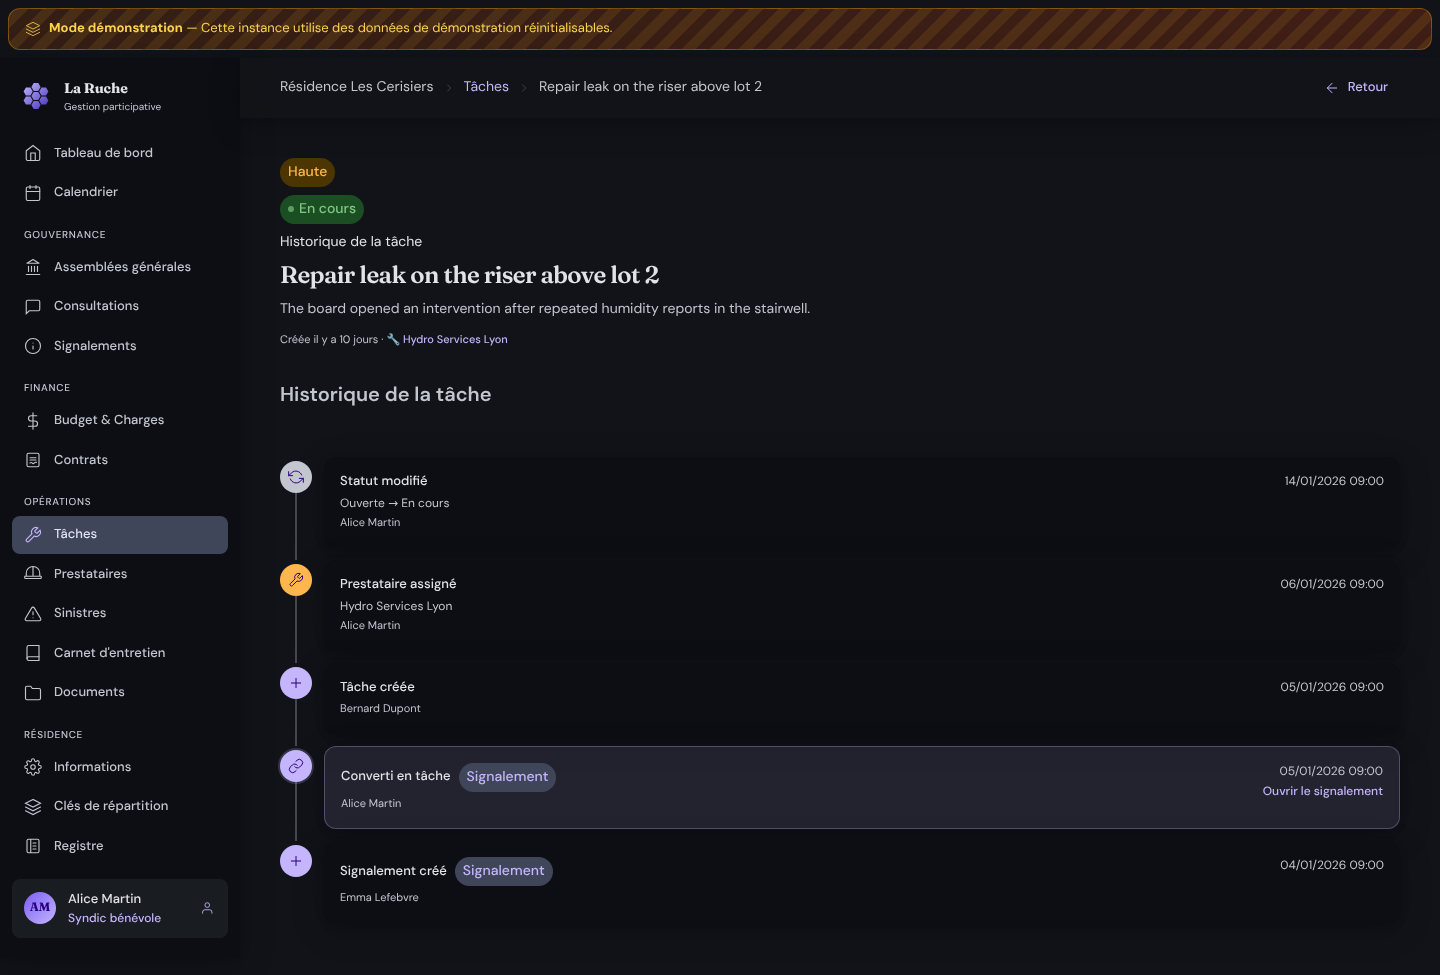 Mode démonstration — Cette instance utilise des données de démonstration réinitialisables.
La Ruche
Gestion participative
Tableau de bord
Calendrier
GOUVERNANCE
Assemblées générales
Consultations
Signalements
FINANCE
Budget & Charges
Contrats
OPÉRATIONS
Tâches
Prestataires
Sinistres
Carnet d'entretien
Documents
RÉSIDENCE
Informations
Clés de répartition
Registre
AM
Alice Martin
Syndic bénévole
Résidence Les Cerisiers > Tâches > Repair leak on the riser above lot 2
← Retour
Haute
En cours
Historique de la tâche
Repair leak on the riser above lot 2
The board opened an intervention after repeated humidity reports in the stairwell.
Créée il y a 10 jours · 🔧 Hydro Services Lyon
Historique de la tâche
Statut modifié 14/01/2026 09:00
Ouverte → En cours
Alice Martin
Prestataire assigné 06/01/2026 09:00
Hydro Services Lyon
Alice Martin
Tâche créée 05/01/2026 09:00
Bernard Dupont
Converti en tâche Signalement 05/01/2026 09:00
Ouvrir le signalement
Alice Martin
Signalement créé Signalement 04/01/2026 09:00
Emma Lefebvre